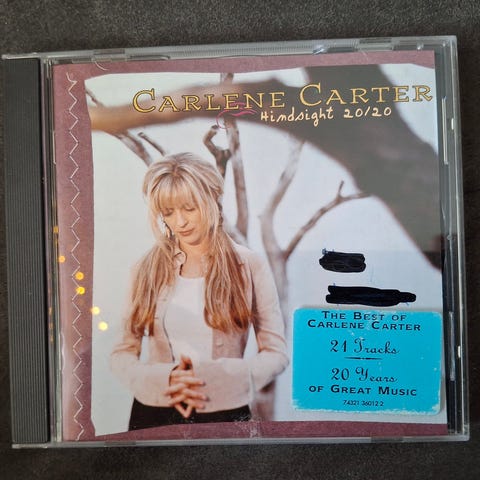 CARLENE CARTER
Hindsight 20/20
THE BEST OF
CARLENE CARTER
21 Tracks
20 Years
OF GREAT MUSIC
74321 36012 2